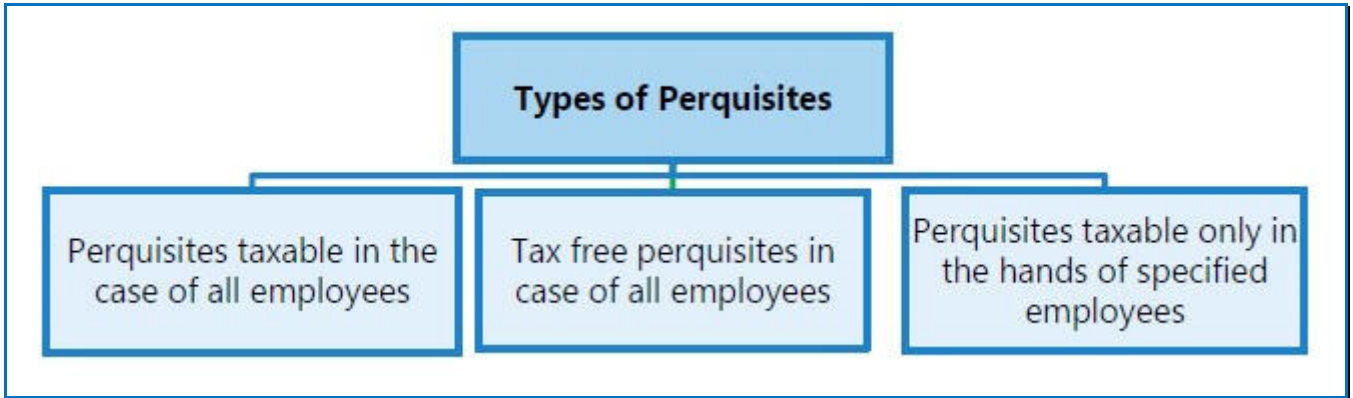 Types of Perquisites
Perquisites taxable in the
case of all employees
Tax free perquisites in
case of all employees
Perquisites taxable only in
the hands of specified
employees